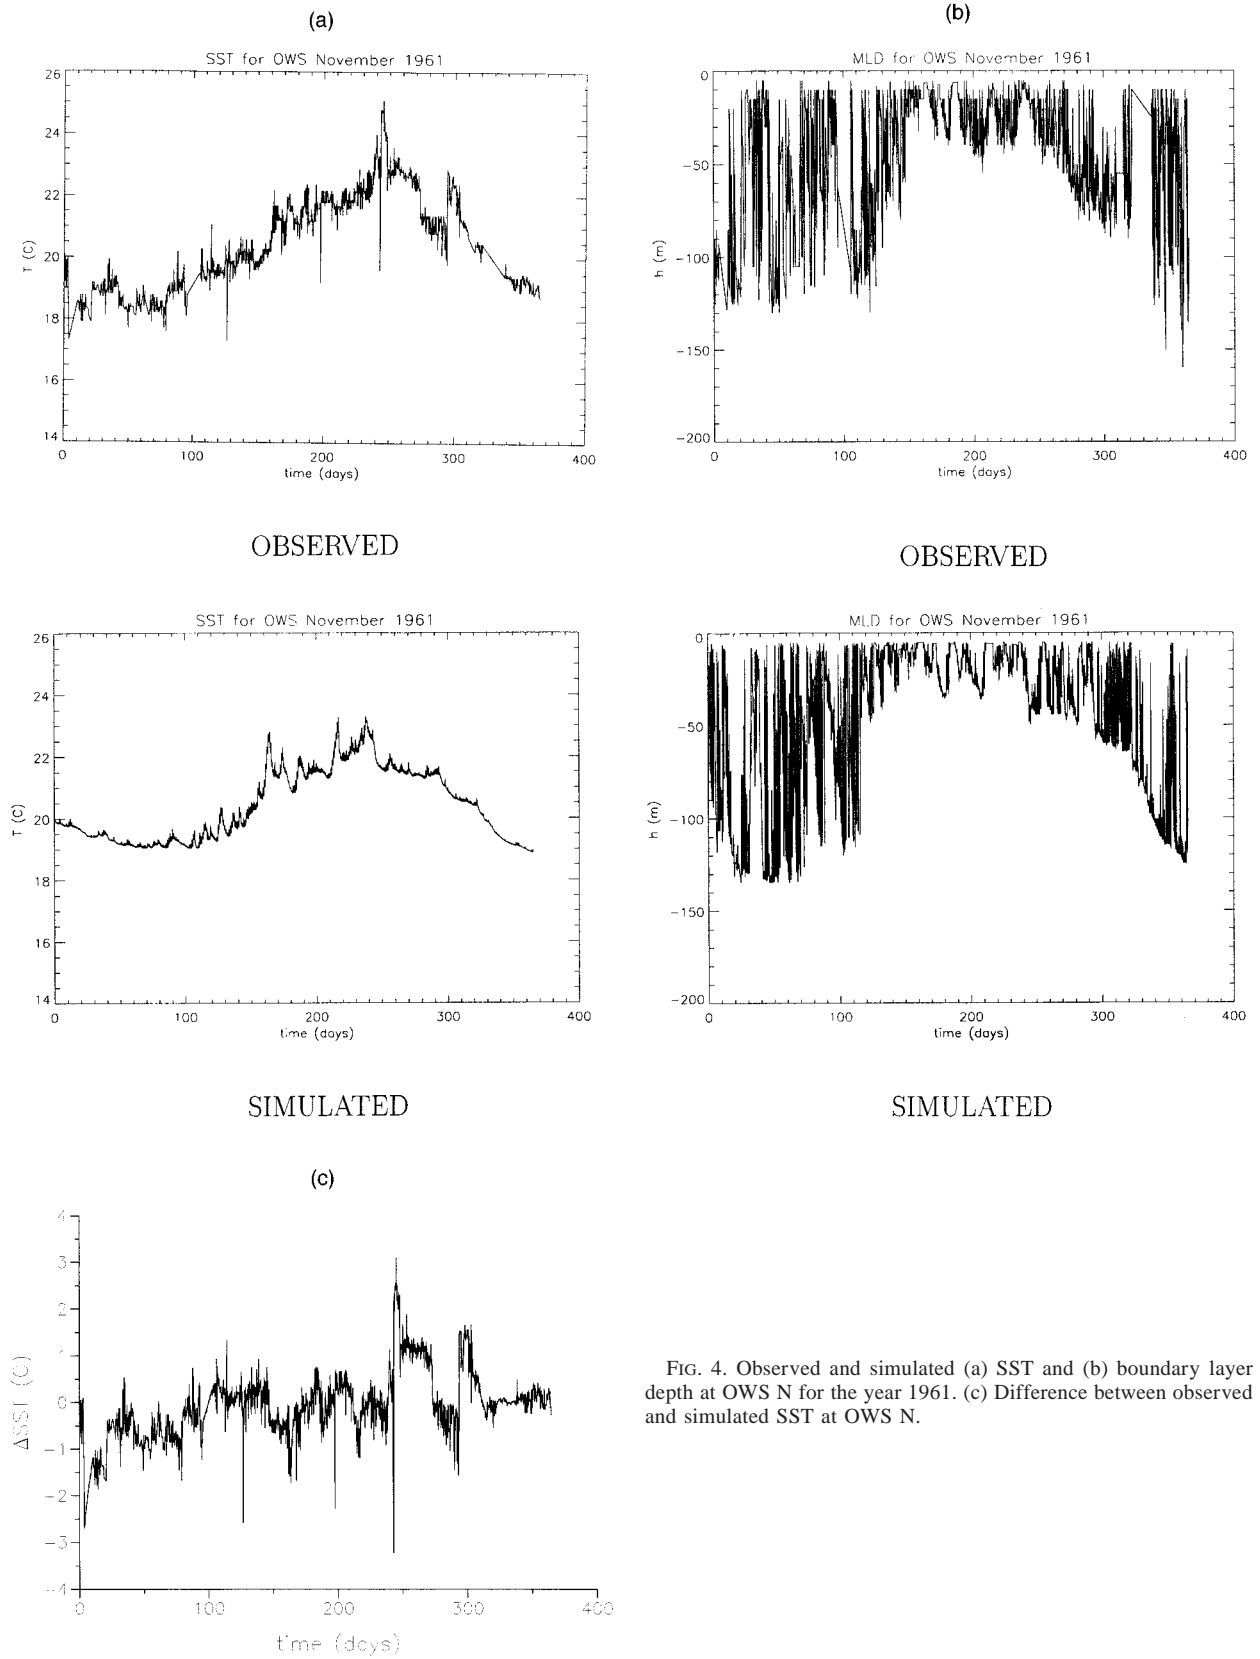 (a)
SST for OWS November 1961
26
24
22
20
18
16
14
T (C)
0 100 200 300 400
time (days)
OBSERVED
(b)
MLD for OWS November 1961
0
-50
-100
-150
-200
h (m)
0 100 200 300 400
time (days)
OBSERVED
SST for OWS November 1961
26
24
22
20
18
16
14
T (C)
0 100 200 300 400
time (days)
SIMULATED
MLD for OWS November 1961
0
-50
-100
-150
-200
h (m)
0 100 200 300 400
time (days)
SIMULATED
(c)
4
3
2
1
0
-1
-2
-3
-4
ΔSST (C)
0 100 200 300 400
time (days)
FIG. 4. Observed and simulated (a) SST and (b) boundary layer
depth at OWS N for the year 1961. (c) Difference between observed
and simulated SST at OWS N.